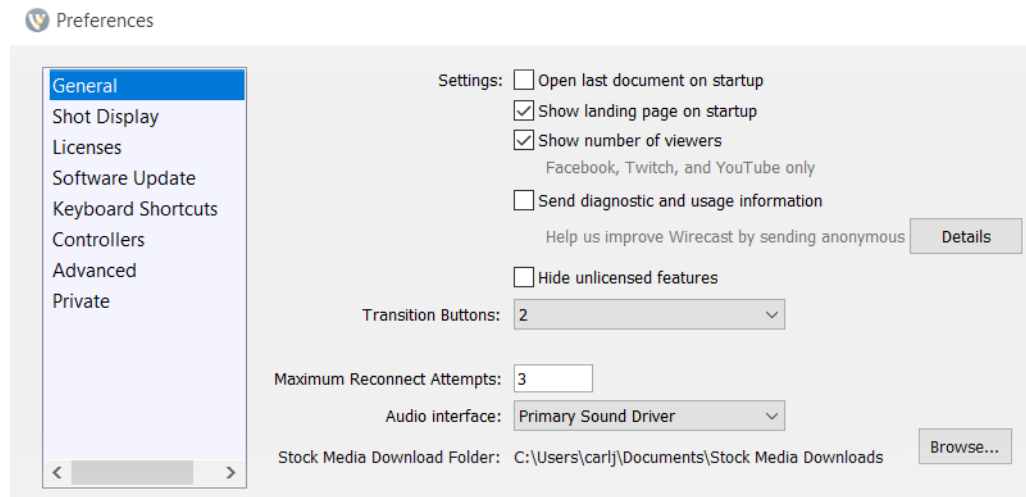 Preferences
General
Shot Display
Licenses
Software Update
Keyboard Shortcuts
Controllers
Advanced
Private
Settings: Open last document on startup
Show landing page on startup
Show number of viewers
Facebook, Twitch, and YouTube only
Send diagnostic and usage information
Help us improve Wirecast by sending anonymous Details
Hide unlicensed features
Transition Buttons: 2
Maximum Reconnect Attempts: 3
Audio interface: Primary Sound Driver
Stock Media Download Folder: C:\Users\carlj\Documents\Stock Media Downloads Browse...